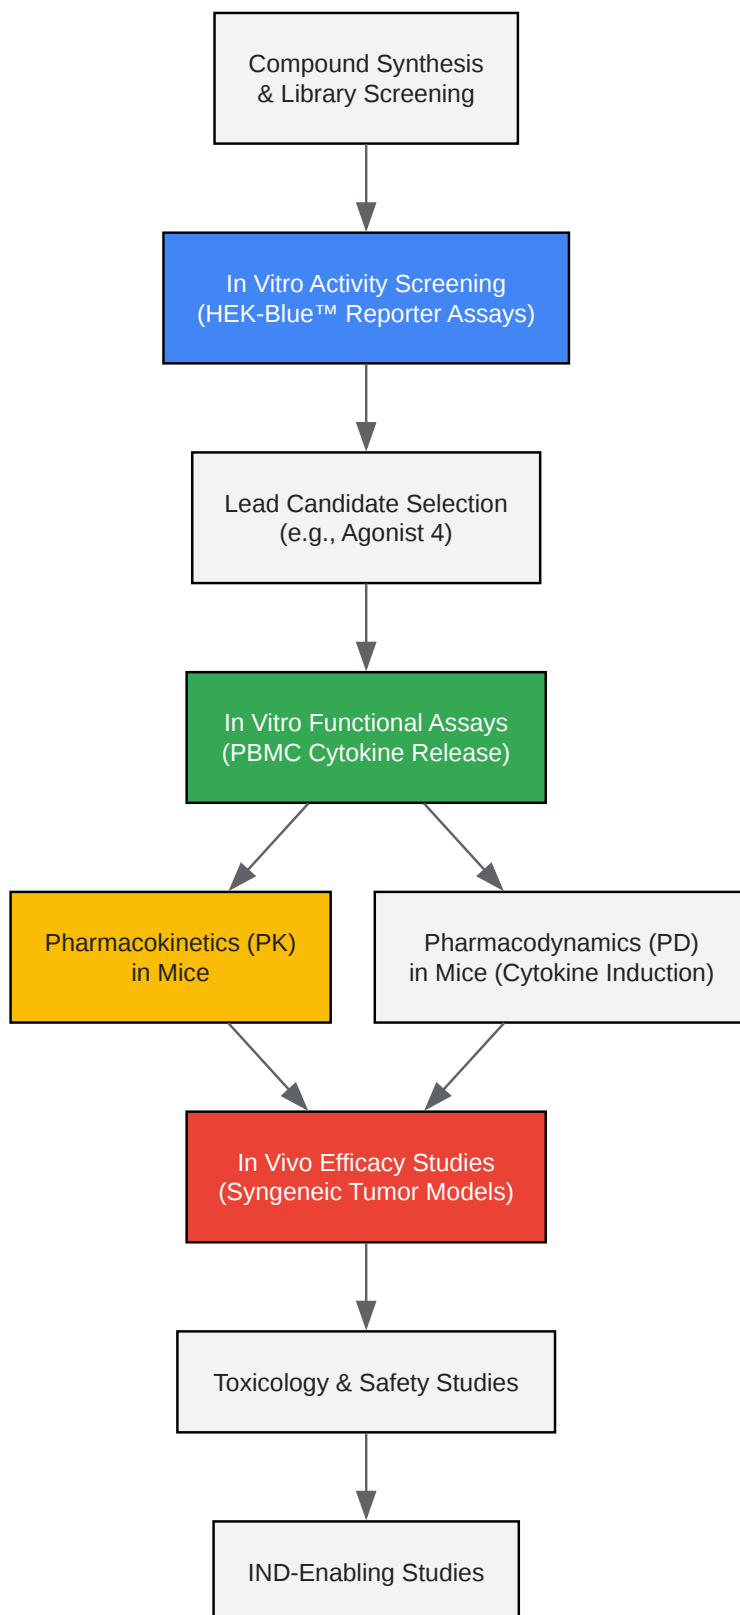 Compound Synthesis
& Library Screening
In Vitro Activity Screening
(HEK-Blue™ Reporter Assays)
Lead Candidate Selection
(e.g., Agonist 4)
In Vitro Functional Assays
(PBMC Cytokine Release)
Pharmacokinetics (PK)
in Mice
Pharmacodynamics (PD)
in Mice (Cytokine Induction)
In Vivo Efficacy Studies
(Syngeneic Tumor Models)
Toxicology & Safety Studies
IND-Enabling Studies